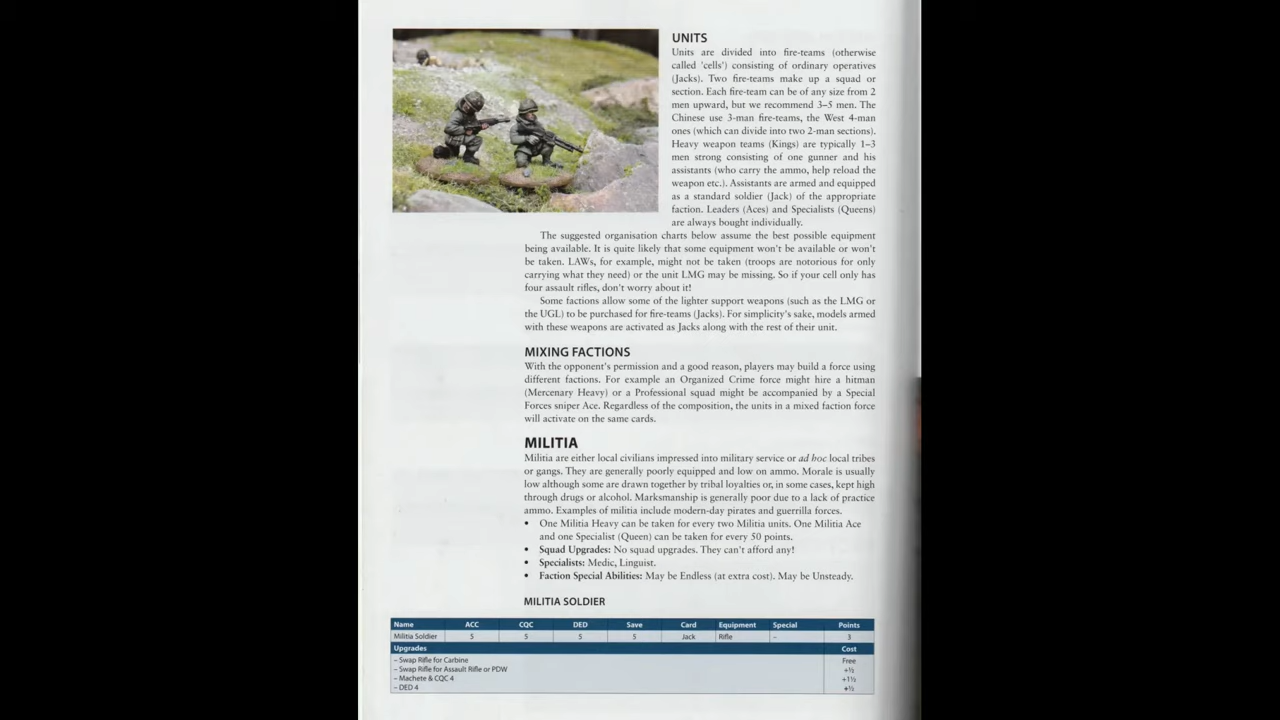 UNITS
Units are divided into fire-teams (otherwise
called 'cells') consisting of ordinary operatives
(Jacks). Two fire-teams make up a squad or
section. Each fire-team can be of any size from 2
men upward, but we recommend 3–5 men. The
Chinese use 3-man fire-teams, the West 4-man
ones (which can divide into two 2-man sections).
Heavy weapon teams (Kings) are typically 1–3
men strong consisting of one gunner and his
assistants (who carry the ammo, help reload the
weapon etc.). Assistants are armed and equipped
as a standard soldier (Jack) of the appropriate
faction. Leaders (Aces) and Specialists (Queens)
are always bought individually.
The suggested organisation charts below assume the best possible equipment
being available. It is quite likely that some equipment won't be available or won't
be taken. LAWs, for example, might not be taken (troops are notorious for only
carrying what they need) or the unit LMG may be missing. So if your cell only has
four assault rifles, don't worry about it!
Some factions allow some of the lighter support weapons (such as the LMG or
the UGL) to be purchased for fire-teams (Jacks). For simplicity's sake, models armed
with these weapons are activated as Jacks along with the rest of their unit.
MIXING FACTIONS
With the opponent's permission and a good reason, players may build a force using
different factions. For example an Organized Crime force might hire a hitman
(Mercenary Heavy) or a Professional squad might be accompanied by a Special
Forces sniper Ace. Regardless of the composition, the units in a mixed faction force
will activate on the same cards.
MILITIA
Militia are either local civilians impressed into military service or ad hoc local tribes
or gangs. They are generally poorly equipped and low on ammo. Morale is usually
low although some are drawn together by tribal loyalties or, in some cases, kept high
through drugs or alcohol. Marksmanship is generally poor due to a lack of practice
ammo. Examples of militia include modern-day pirates and guerrilla forces.
• One Militia Heavy can be taken for every two Militia units. One Militia Ace
and one Specialist (Queen) can be taken for every 50 points.
• Squad Upgrades: No squad upgrades. They can't afford any!
• Specialists: Medic, Linguist.
• Faction Special Abilities: May be Endless (at extra cost). May be Unsteady.
MILITIA SOLDIER
Name ACC CQC DED Save Card Equipment Special Points
Militia Soldier 5 5 5 5 Jack Rifle – 3
Upgrades Cost
– Swap Rifle for Carbine Free
– Swap Rifle for Assault Rifle or PDW +½
– Machete & CQC 4 +1½
– DED 4 +½